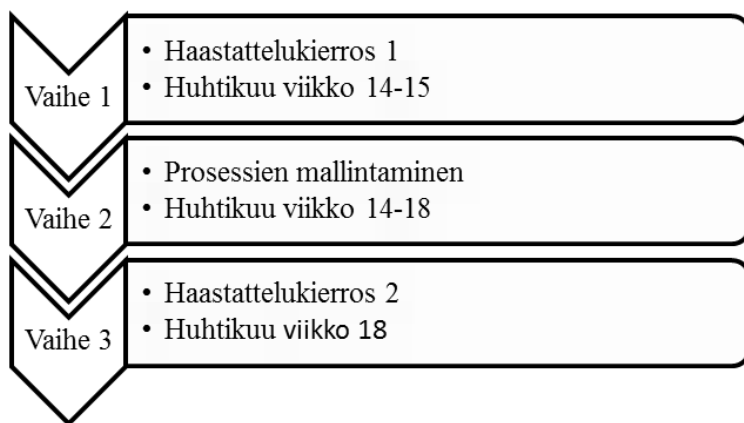 Vaihe 1
• Haastattelukierros 1
• Huhtikuu viikko 14-15
Vaihe 2
• Prosessien mallintaminen
• Huhtikuu viikko 14-18
Vaihe 3
• Haastattelukierros 2
• Huhtikuu viikko 18